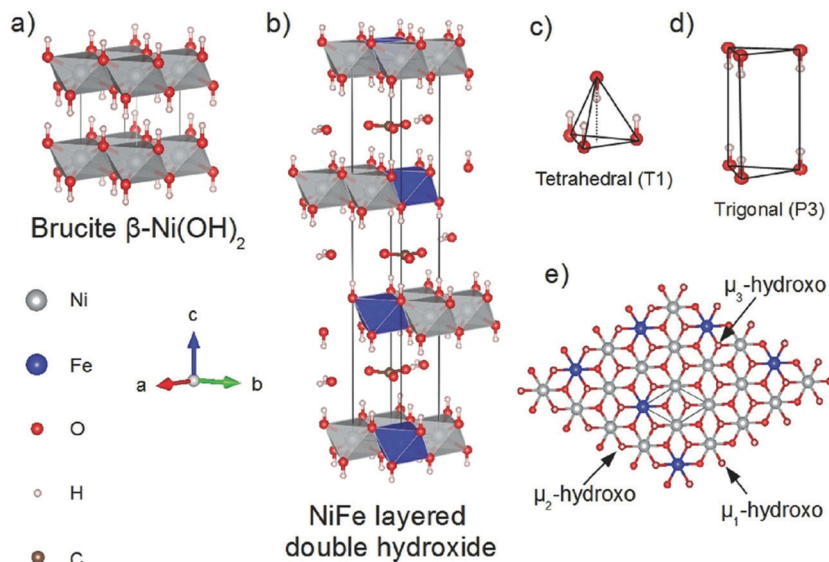 a)
Brucite β-Ni(OH)₂
Ni
Fe
O
H
C
c
a
b
b)
NiFe layered
double hydroxide
c)
Tetrahedral (T1)
d)
Trigonal (P3)
e)
μ₃-hydroxo
μ₂-hydroxo
μ₁-hydroxo